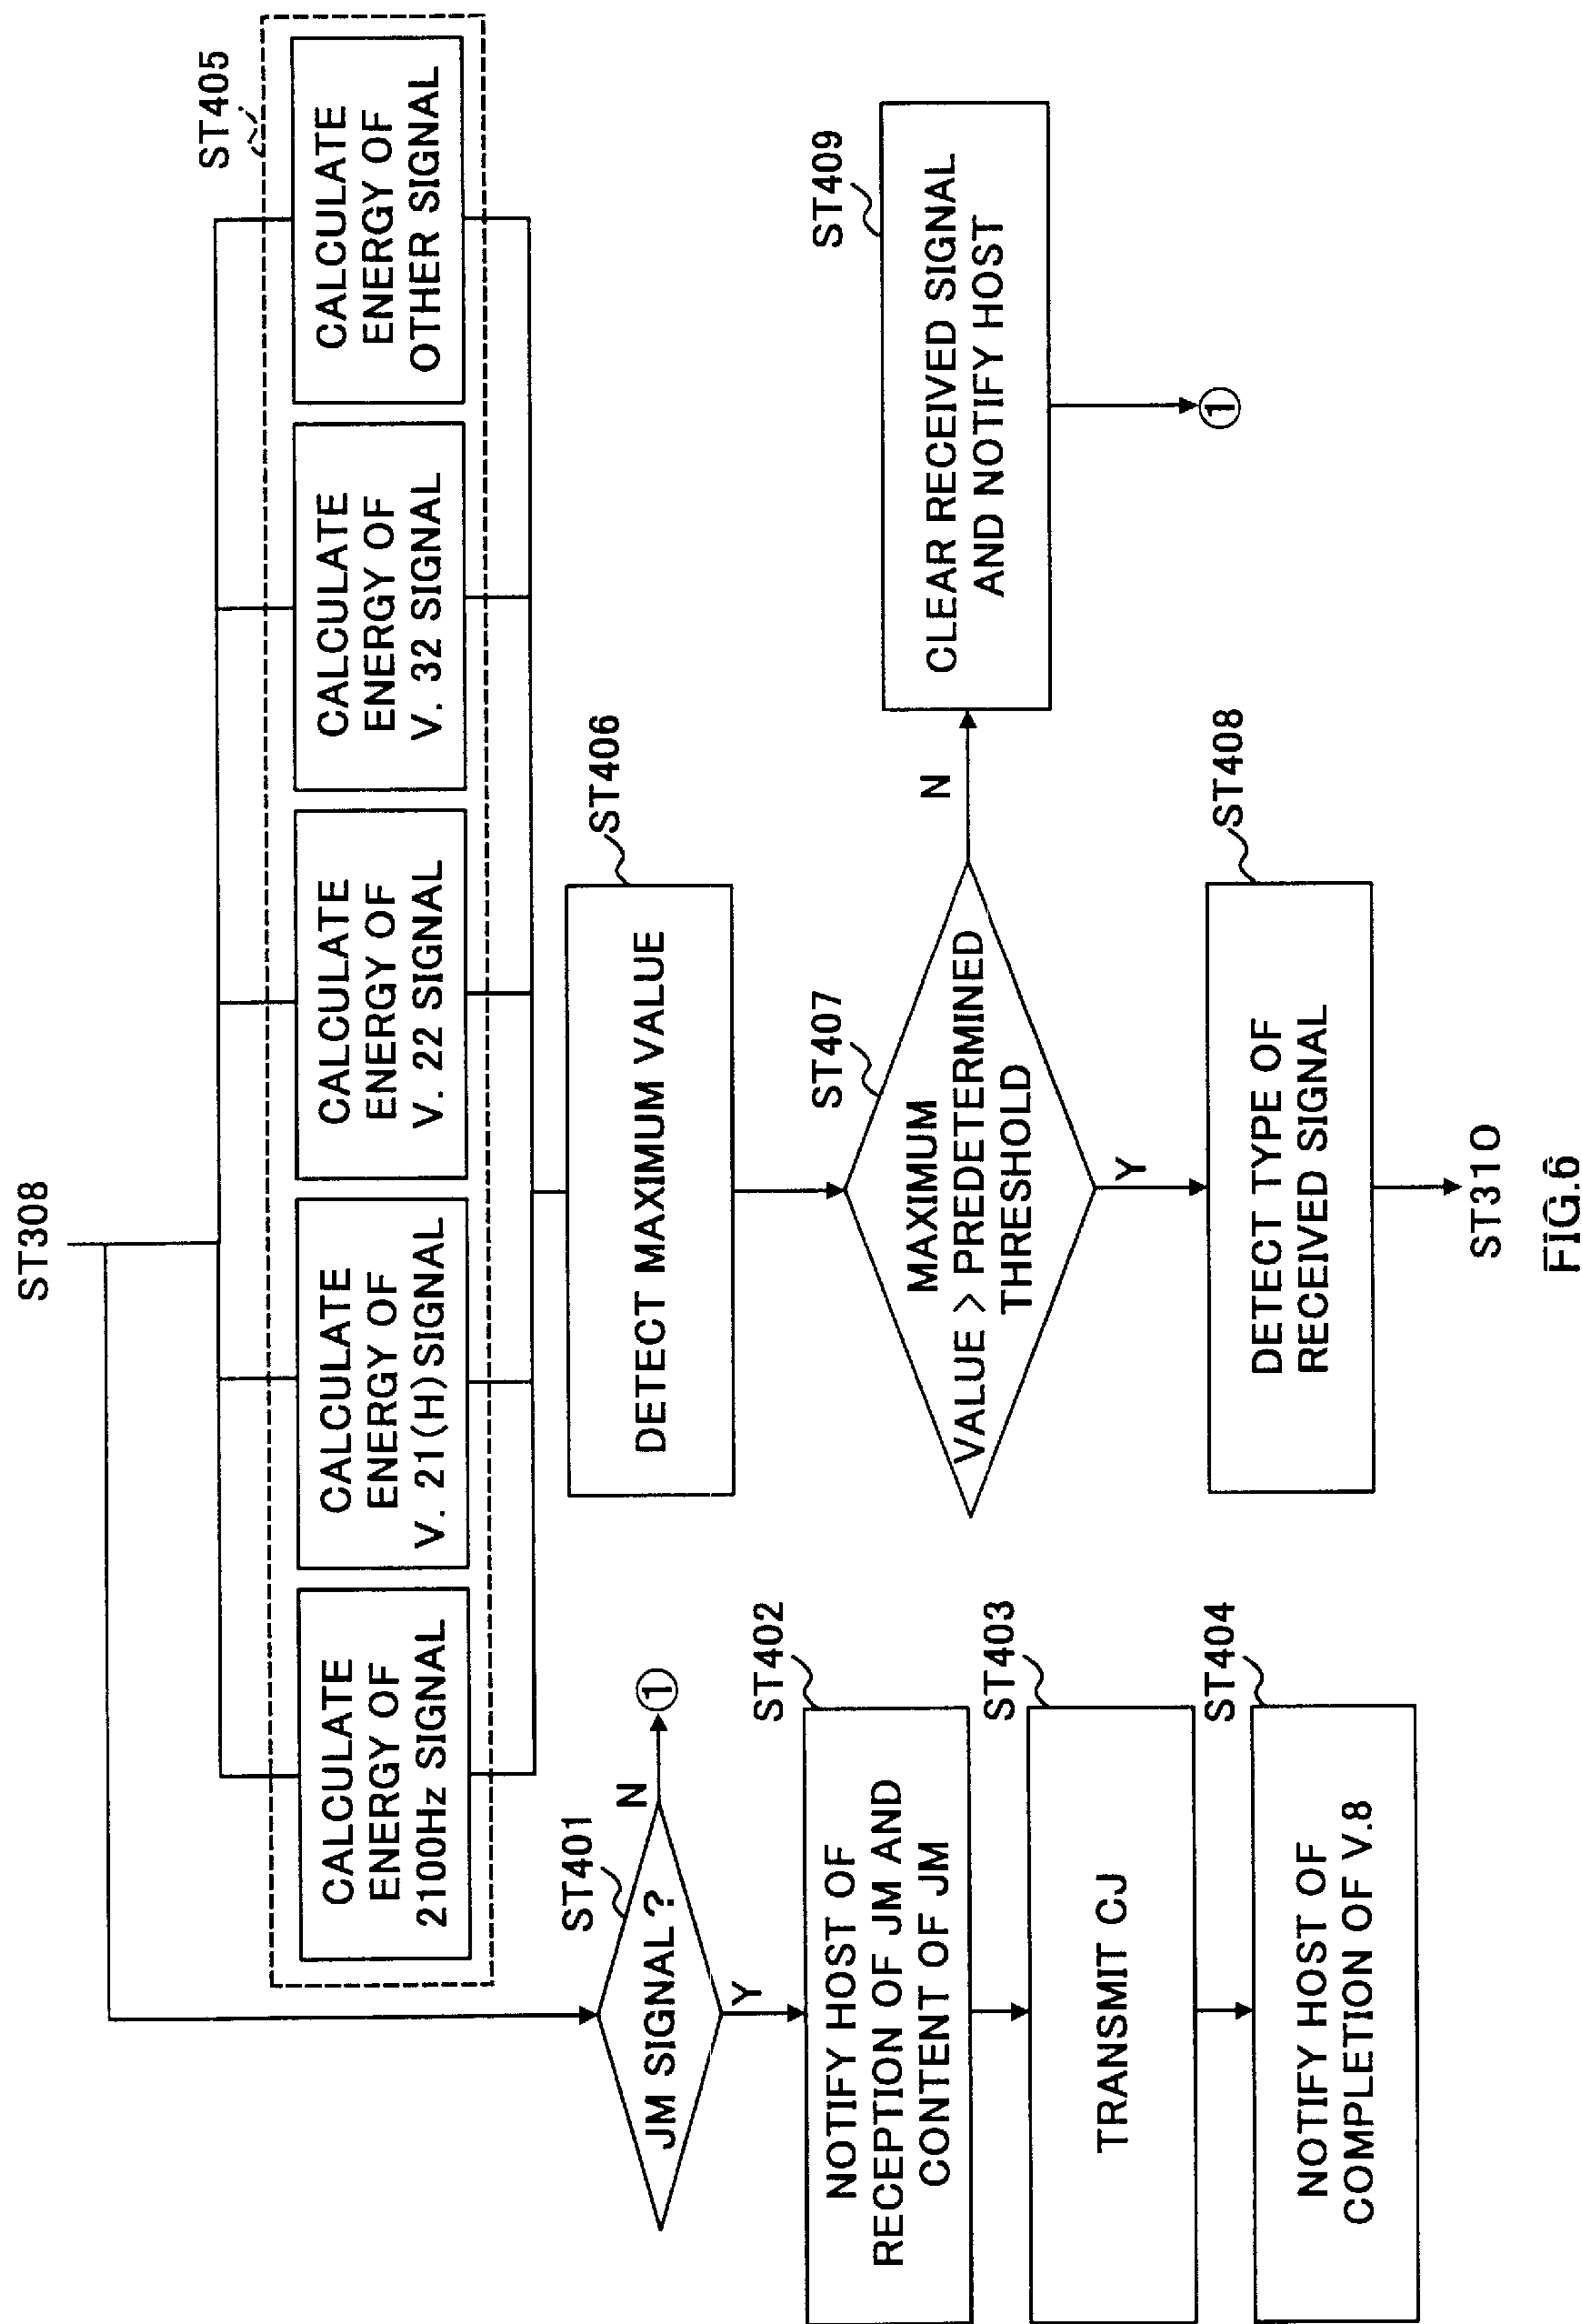 ST308
ST405
CALCULATE
ENERGY OF
2100Hz SIGNAL
CALCULATE
ENERGY OF
V. 21(H)SIGNAL
CALCULATE
ENERGY OF
V. 22 SIGNAL
CALCULATE
ENERGY OF
V. 32 SIGNAL
CALCULATE
ENERGY OF
OTHER SIGNAL
ST401
JM SIGNAL?
N
①
Y
ST402
NOTIFY HOST OF
RECEPTION OF JM AND
CONTENT OF JM
ST403
TRANSMIT CJ
ST404
NOTIFY HOST OF
COMPLETION OF V.8
ST406
DETECT MAXIMUM VALUE
ST407
MAXIMUM
VALUE > PREDETERMINED
THRESHOLD
N
Y
ST409
CLEAR RECEIVED SIGNAL
AND NOTIFY HOST
①
ST408
DETECT TYPE OF
RECEIVED SIGNAL
ST310
FIG.6